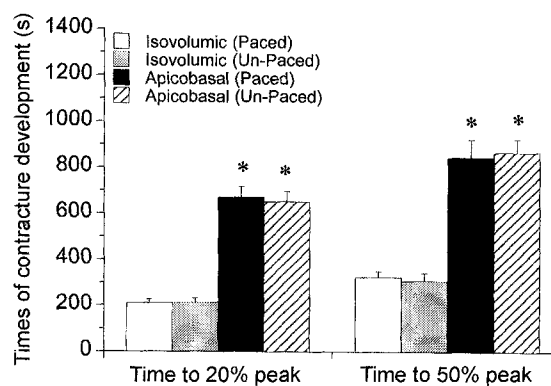 Times of contracture development (s)
1400
1200
1000
800
600
400
200
0
Isovolumic (Paced)
Isovolumic (Un-Paced)
Apicobasal (Paced)
Apicobasal (Un-Paced)
* *
* *
Time to 20% peak
Time to 50% peak